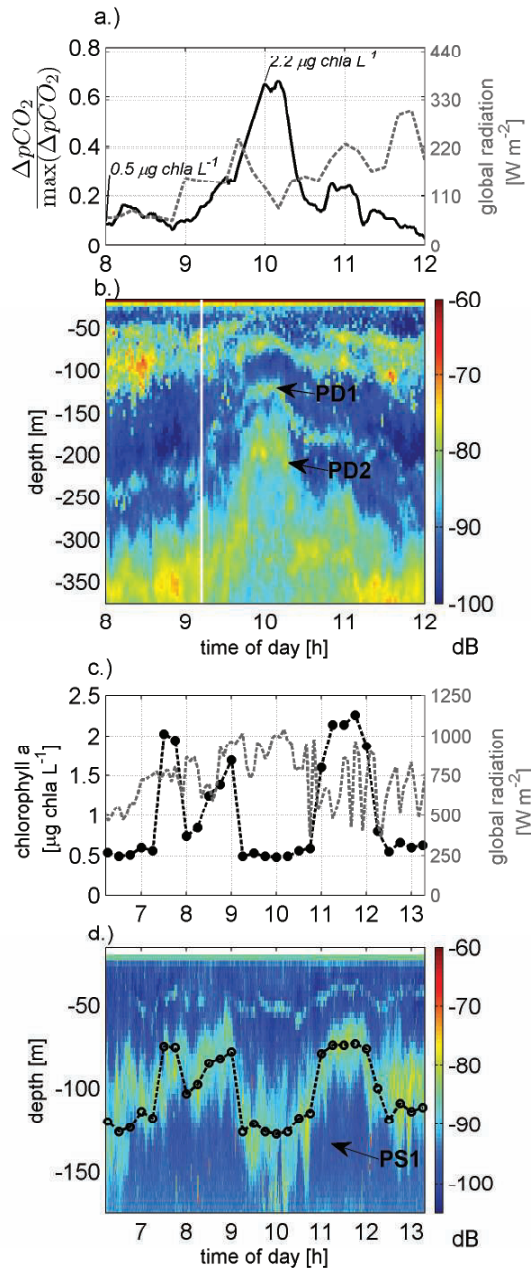 a.)
ΔpCO2
max(ΔpCO2)
0.8
0.6
0.4
0.2
0
2.2 μg chla L-1
0.5 μg chla L-1
440
330
220
110
0
global radiation
[W m-2]
8 9 10 11 12
b.)
depth [m]
-50
-100
-150
-200
-250
-300
-350
PD1
PD2
-60
-70
-80
-90
-100
dB
8 9 10 11 12
time of day [h]
c.)
chlorophyll a
[μg chla L-1]
2.5
2
1.5
1
0.5
0
1250
1000
750
500
250
0
global radiation
[W m-2]
7 8 9 10 11 12 13
d.)
depth [m]
-50
-100
-150
PS1
-60
-70
-80
-90
-100
dB
7 8 9 10 11 12 13
time of day [h]